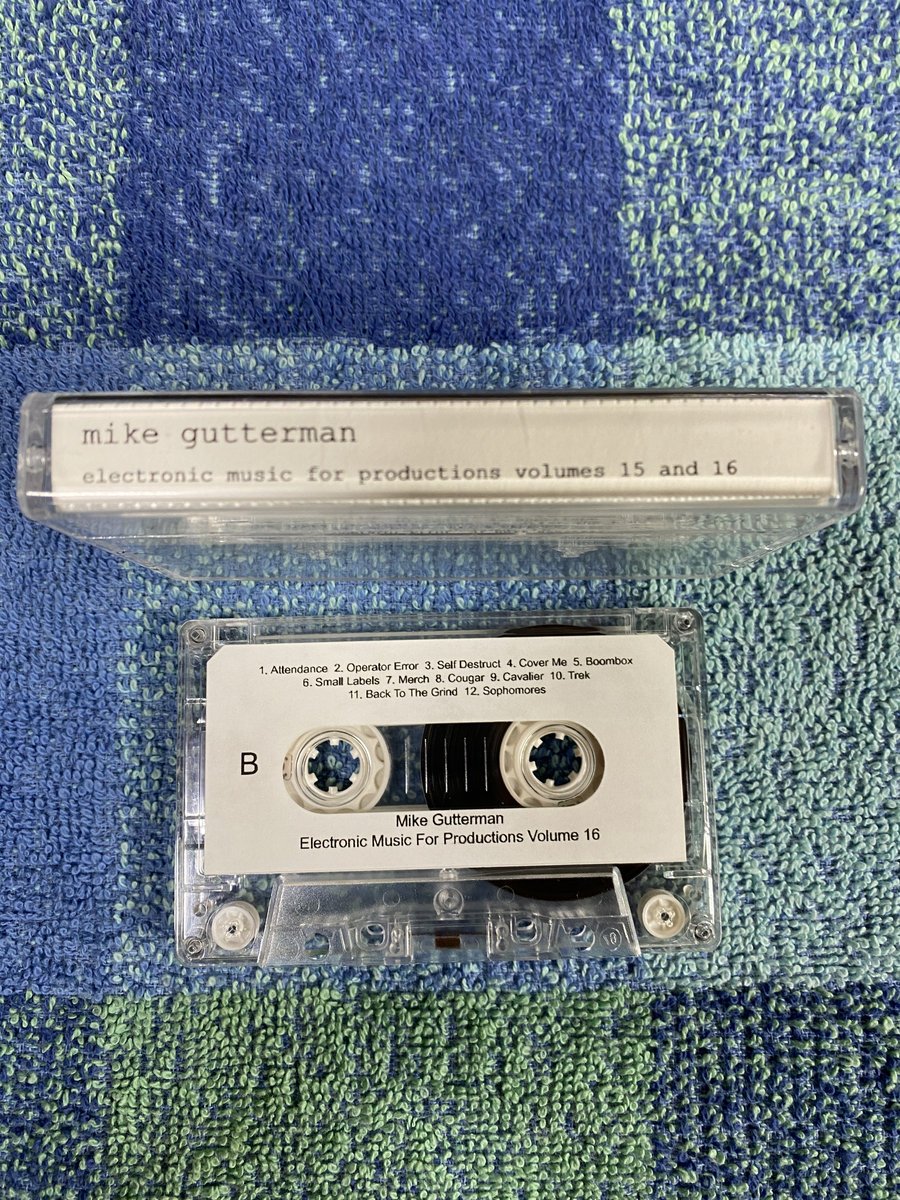 mike gutterman
electronic music for productions volumes 15 and 16
1. Attendance 2. Operator Error 3. Self Destruct 4. Cover Me 5. Boombox
6. Small Labels 7. Merch 8. Cougar 9. Cavalier 10. Trek
11. Back To The Grind 12. Sophomores
B
Mike Gutterman
Electronic Music For Productions Volume 16